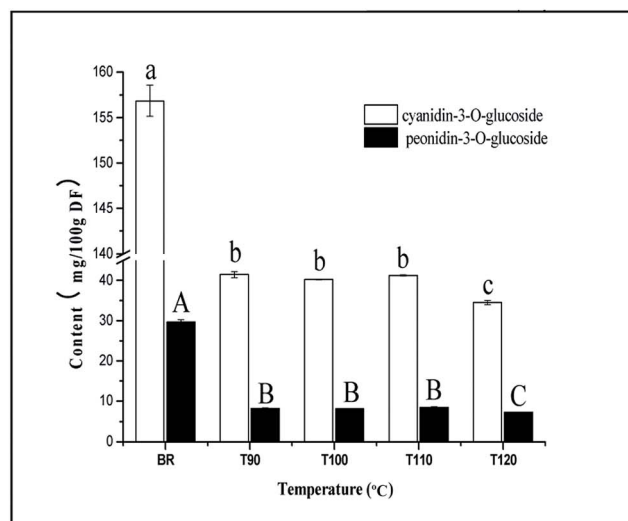 Content ( mg/100g DF)
160
155
150
145
140
40
30
20
10
0
a
A
b
B
b
B
b
B
c
C
cyanidin-3-O-glucoside
peonidin-3-O-glucoside
BR T90 T100 T110 T120
Temperature (°C)